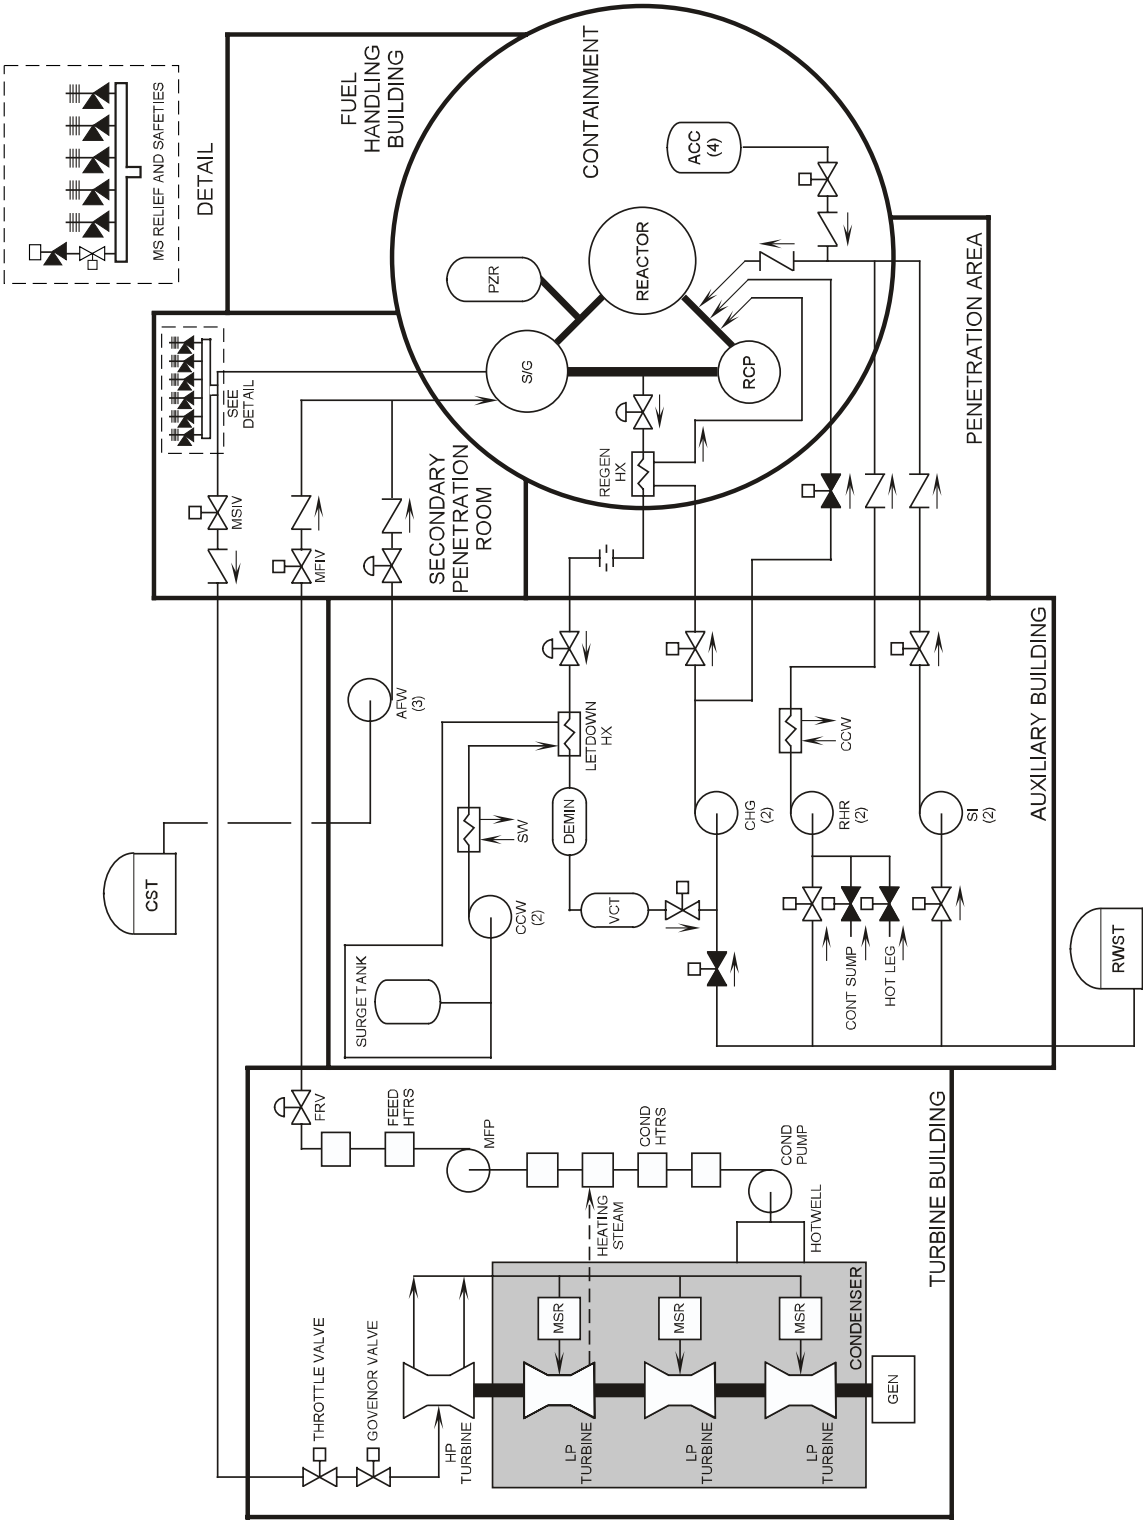 MS RELIEF AND SAFETIES
DETAIL
FUEL
HANDLING
BUILDING
CONTAINMENT
ACC
(4)
REACTOR
PZR
S/G
RCP
SEE
DETAIL
PENETRATION AREA
REGEN
HX
MSIV
MFIV
SECONDARY
PENETRATION
ROOM
AUXILIARY BUILDING
AFW
(3)
LETDOWN
HX
CCW
CST
SW
DEMIN
CHG
(2)
RHR
(2)
SI
(2)
CCW
(2)
VCT
SURGE TANK
CONT SUMP
HOT LEG
RWST
FRV
FEED
HTRS
MFP
COND
HTRS
COND
PUMP
HEATING
STEAM
HOTWELL
TURBINE BUILDING
THROTTLE VALVE
GOVENOR VALVE
HP
TURBINE
MSR
MSR
MSR
CONDENSER
LP
TURBINE
LP
TURBINE
LP
TURBINE
GEN